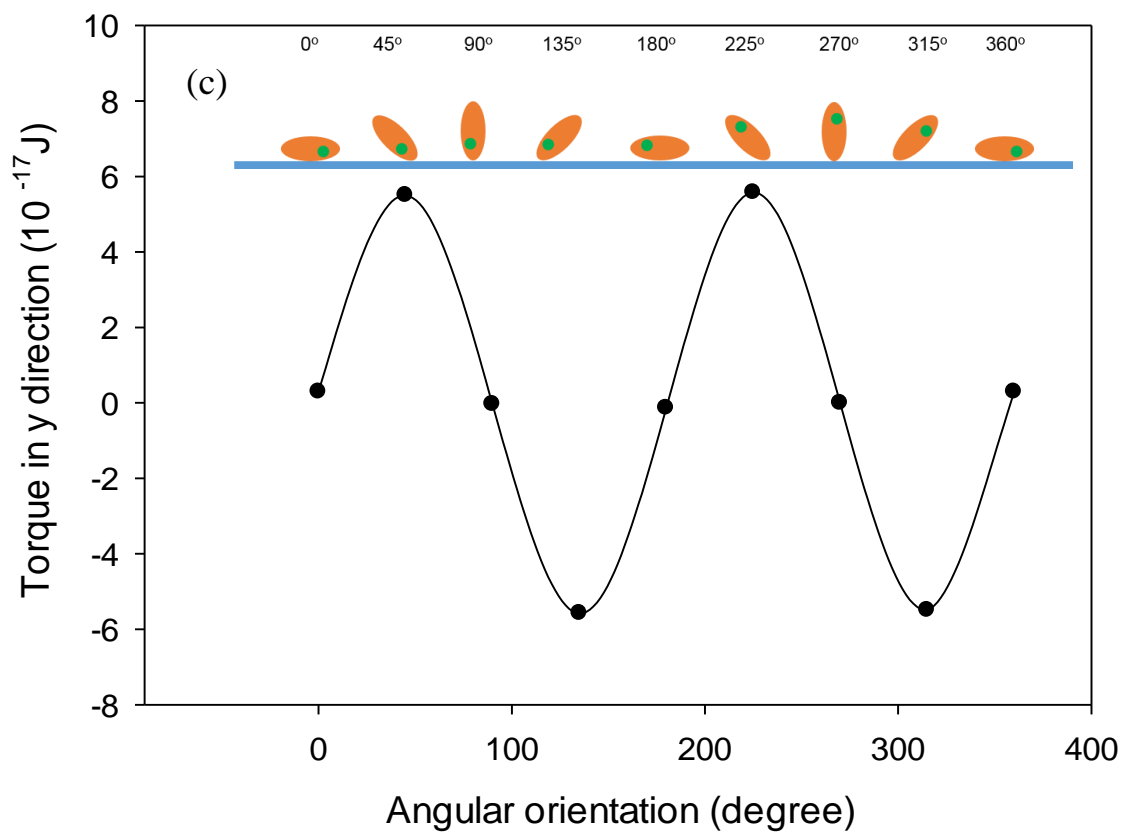 10
0º 45º 90º 135º 180º 225º 270º 315º 360º
(c)
8
6
4
2
0
-2
-4
-6
-8
Torque in y direction (10 -17 J)
0 100 200 300 400
Angular orientation (degree)